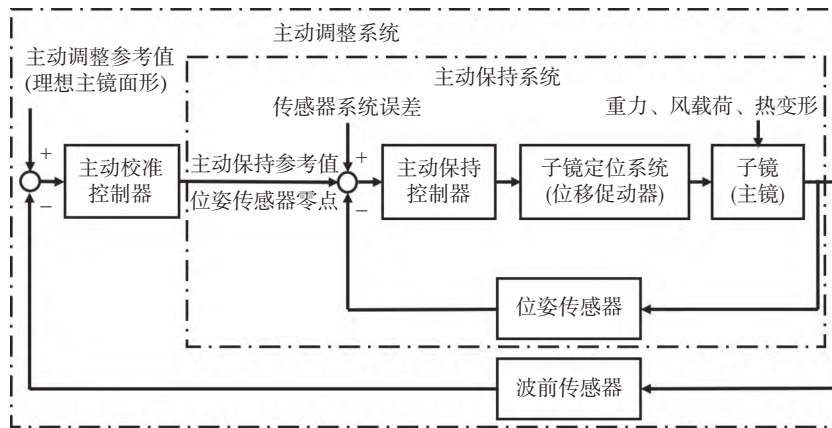 主动调整系统
主动调整参考值
(理想主镜面形)
主动保持系统
传感器系统误差
重力、风载荷、热变形
+
−
主动校准
控制器
主动保持参考值
位姿传感器零点
+
−
主动保持
控制器
子镜定位系统
(位移促动器)
子镜
(主镜)
位姿传感器
波前传感器